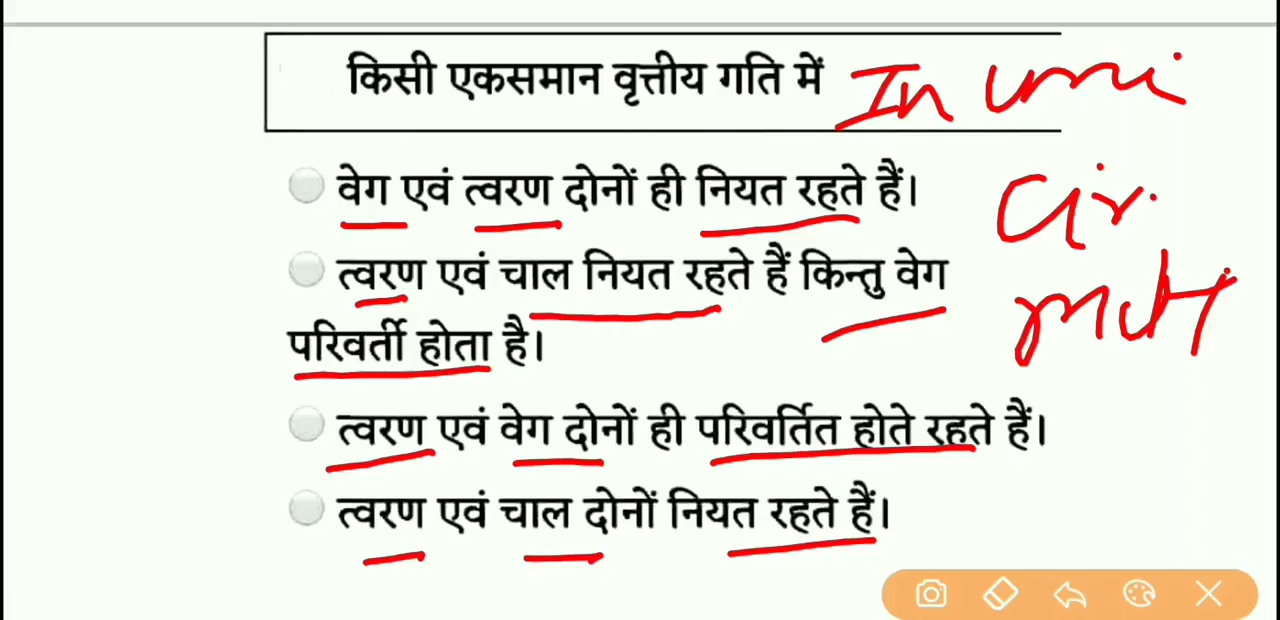 किसी एकसमान वृत्तीय गति में In uni
वेग एवं त्वरण दोनों ही नियत रहते हैं।
Cir.
त्वरण एवं चाल नियत रहते हैं किन्तु वेग
परिवर्ती होता है।
त्वरण एवं वेग दोनों ही परिवर्तित होते रहते हैं।
त्वरण एवं चाल दोनों नियत रहते हैं।